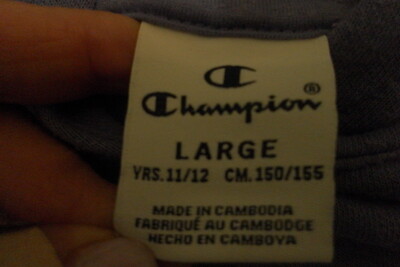 Champion®
LARGE
YRS.11/12 CM.150/155
MADE IN CAMBODIA
FABRIQUÉ AU CAMBODGE
HECHO EN CAMBOYA